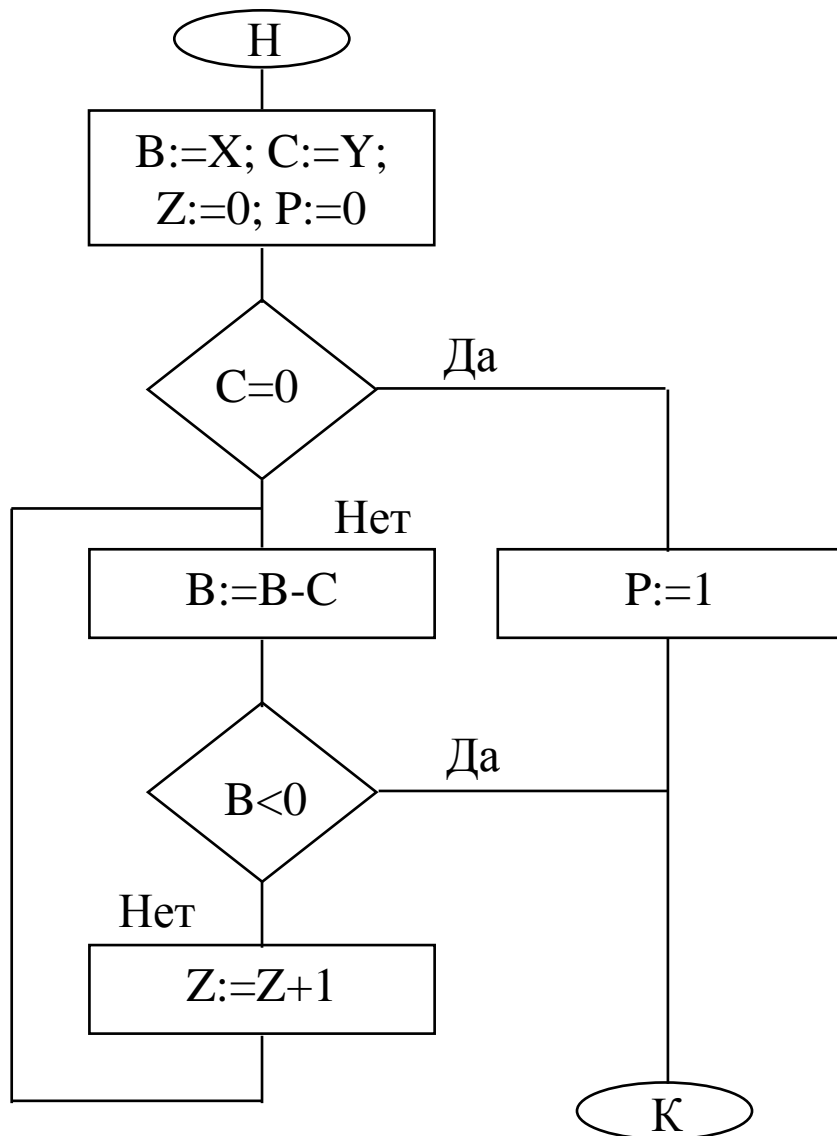 Н
B:=X; C:=Y;
Z:=0; P:=0
C=0
Да
Нет
B:=B-C
P:=1
B<0
Да
Нет
Z:=Z+1
К